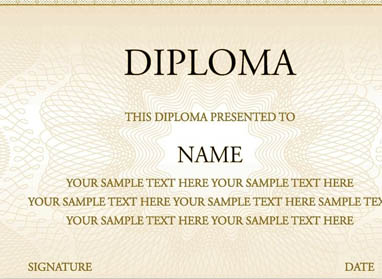 DIPLOMA
THIS DIPLOMA PRESENTED TO
NAME
YOUR SAMPLE TEXT HERE YOUR SAMPLE TEXT HERE
YOUR SAMPLE TEXT HERE YOUR SAMPLE TEXT HERE SAMPLE TEX
YOUR SAMPLE TEXT HERE YOUR SAMPLE TEXT HERE
SIGNATURE DATE